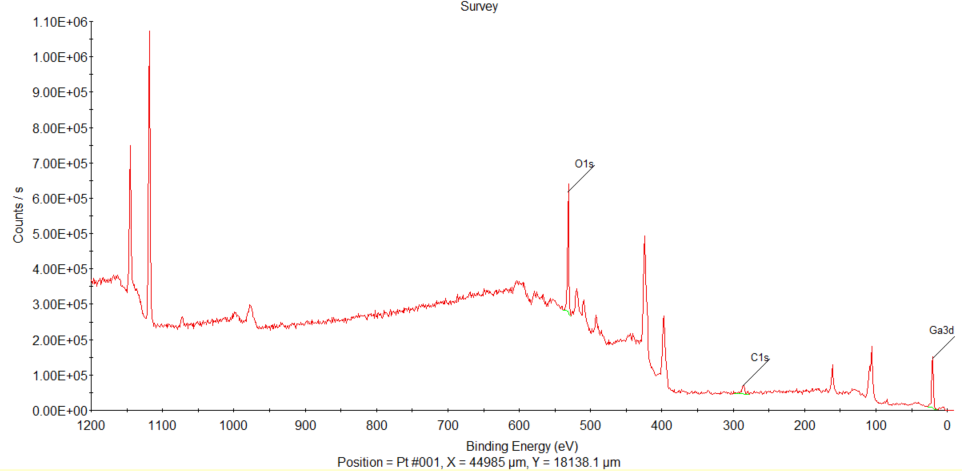 Survey
1.10E+06
1.00E+06
9.00E+05
8.00E+05
7.00E+05
6.00E+05
5.00E+05
4.00E+05
3.00E+05
2.00E+05
1.00E+05
0.00E+00
Counts / s
O1s
C1s
Ga3d
1200 1100 1000 900 800 700 600 500 400 300 200 100 0
Binding Energy (eV)
Position = Pt #001, X = 44985 µm, Y = 18138.1 µm